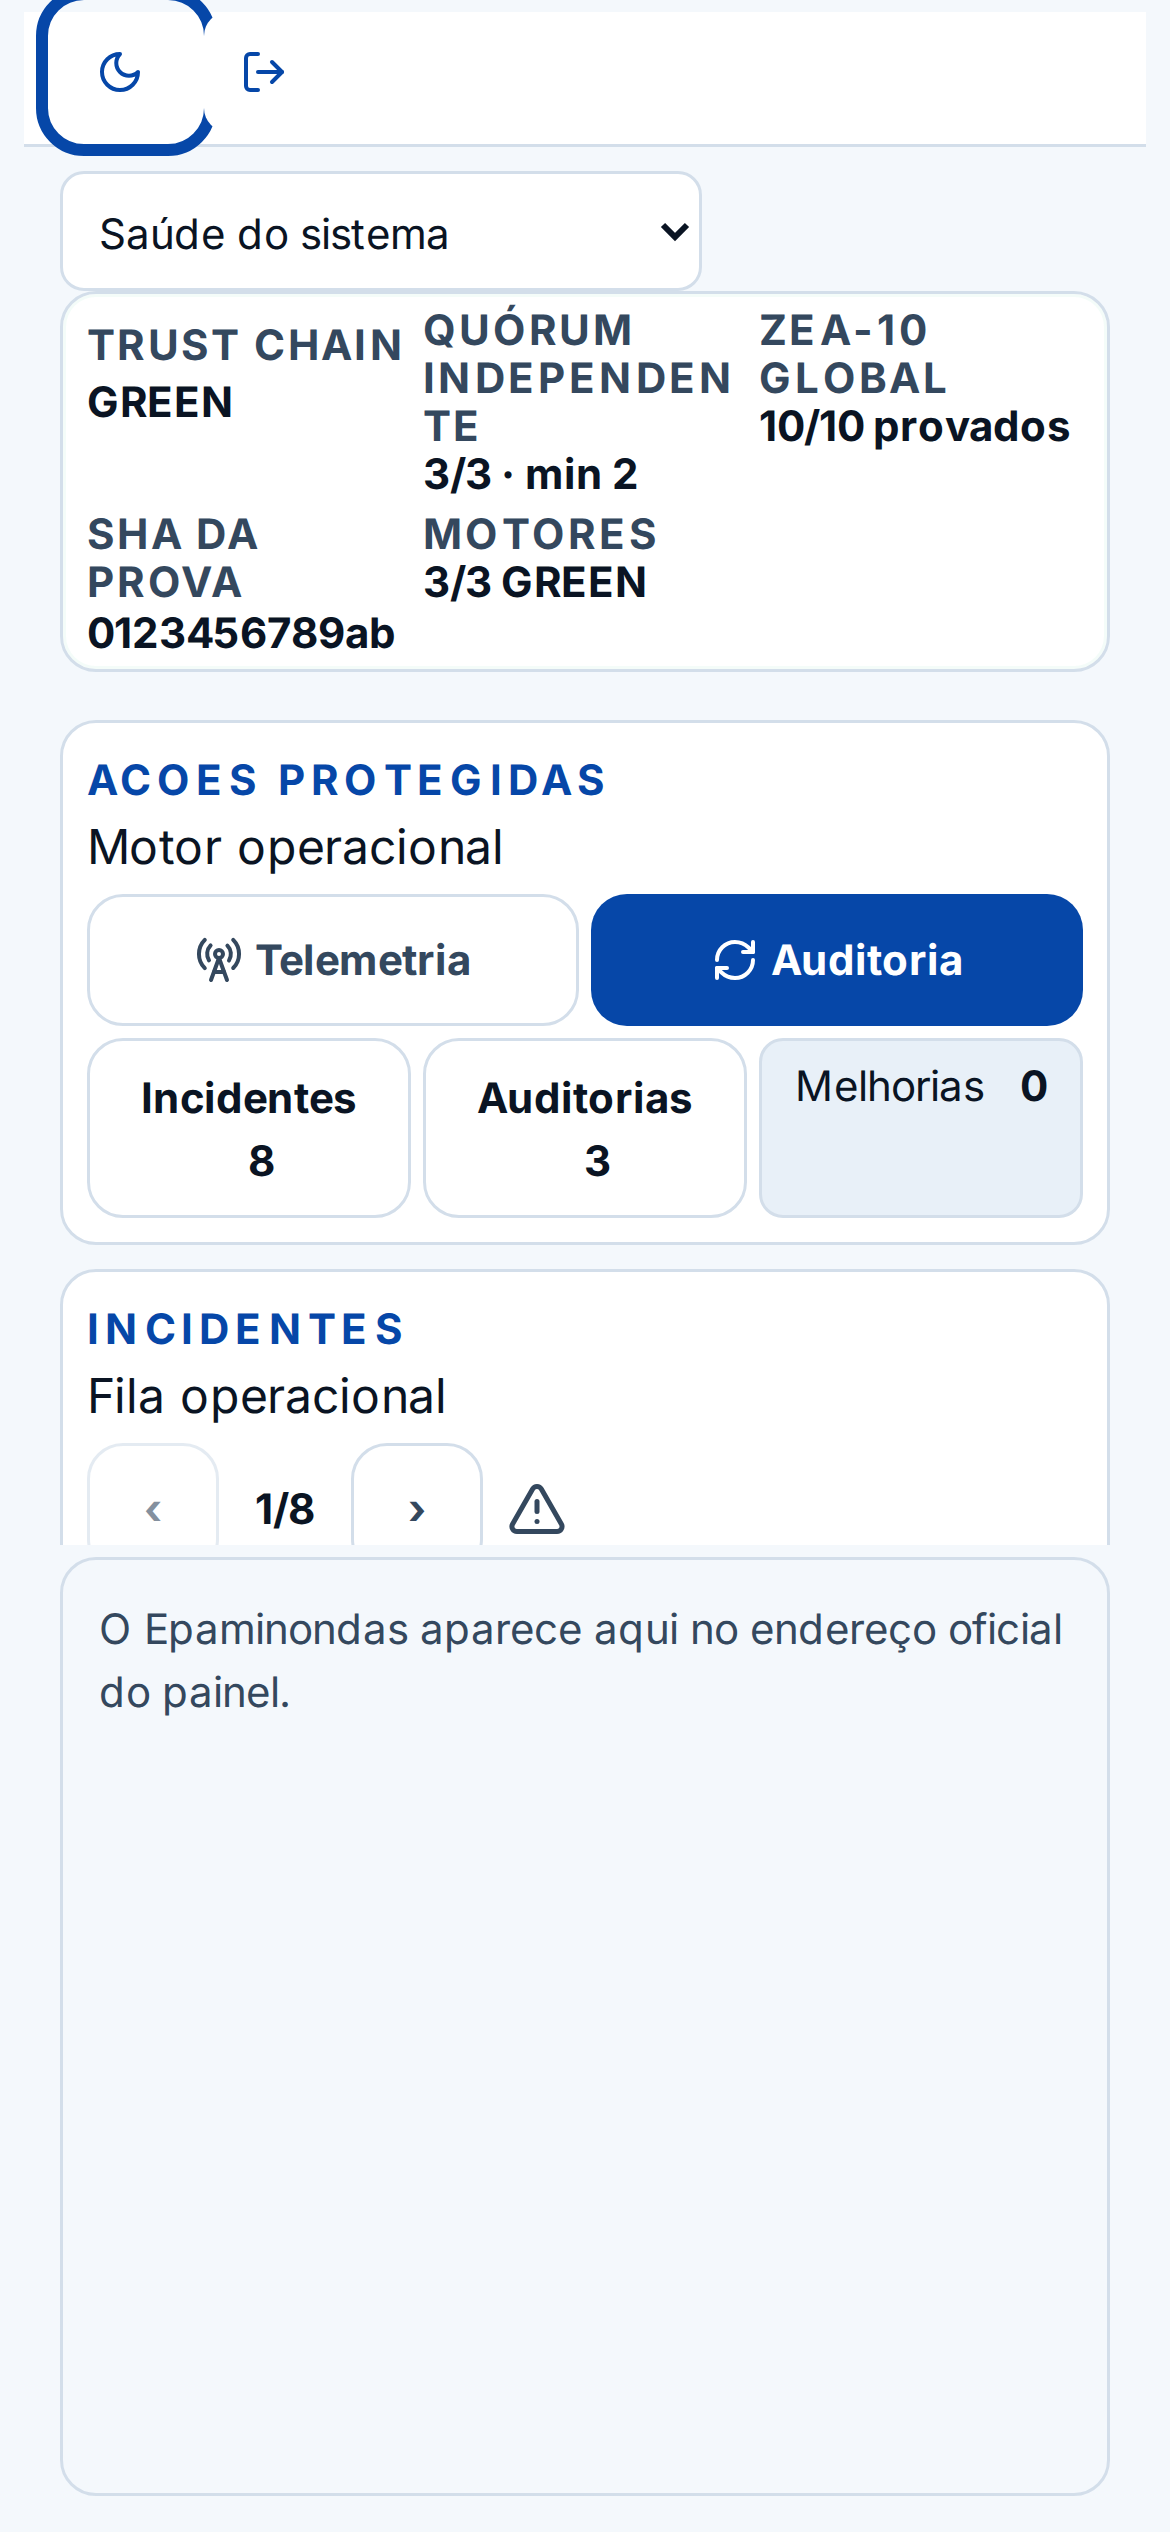 Saúde do sistema
TRUST CHAIN
GREEN
QUÓRUM
INDEPENDEN
TE
3/3 · min 2
ZEA-10
GLOBAL
10/10 provados
SHA DA
PROVA
0123456789ab
MOTORES
3/3 GREEN
ACOES PROTEGIDAS
Motor operacional
Telemetria
Auditoria
Incidentes
8
Auditorias
3
Melhorias 0
INCIDENTES
Fila operacional
‹ 1/8 ›
O Epaminondas aparece aqui no endereço oficial
do painel.